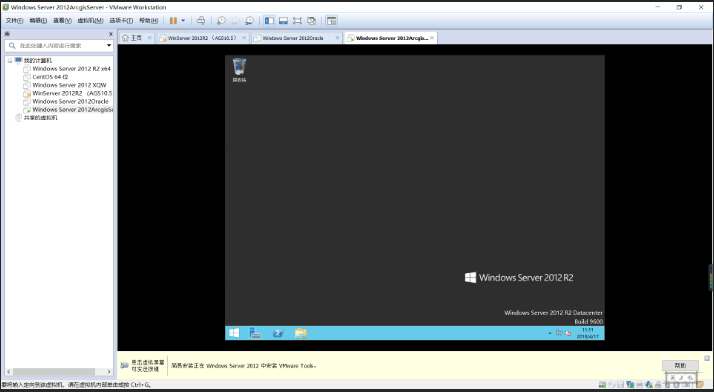 Windows Server 2012ArcgisServer - VMware Workstation
文件(F) 编辑(E) 查看(V) 虚拟机(M) 选项卡(T) 帮助(H)
在此处键入内容进行搜索
主页
WinServer 2012R2 （AGS10.5）
Windows Server 2012Oracle
Windows Server 2012Arcgis...
我的计算机
Windows Server 2012 R2 x64
CentOS 64 位
Windows Server 2012 XQW
WinServer 2012R2 （AGS10.5
Windows Server 2012Oracle
Windows Server 2012ArcgisSe
共享的虚拟机
回收站
Windows Server 2012 R2
Windows Server 2012 R2 Datacenter
Build 9600
11:11
2019/4/17
单击虚拟屏幕
可发送按键
简易安装正在 Windows Server 2012 中安装 VMware Tools。
帮助
要将输入定向到该虚拟机，请在虚拟机内部单击或按 Ctrl+G。